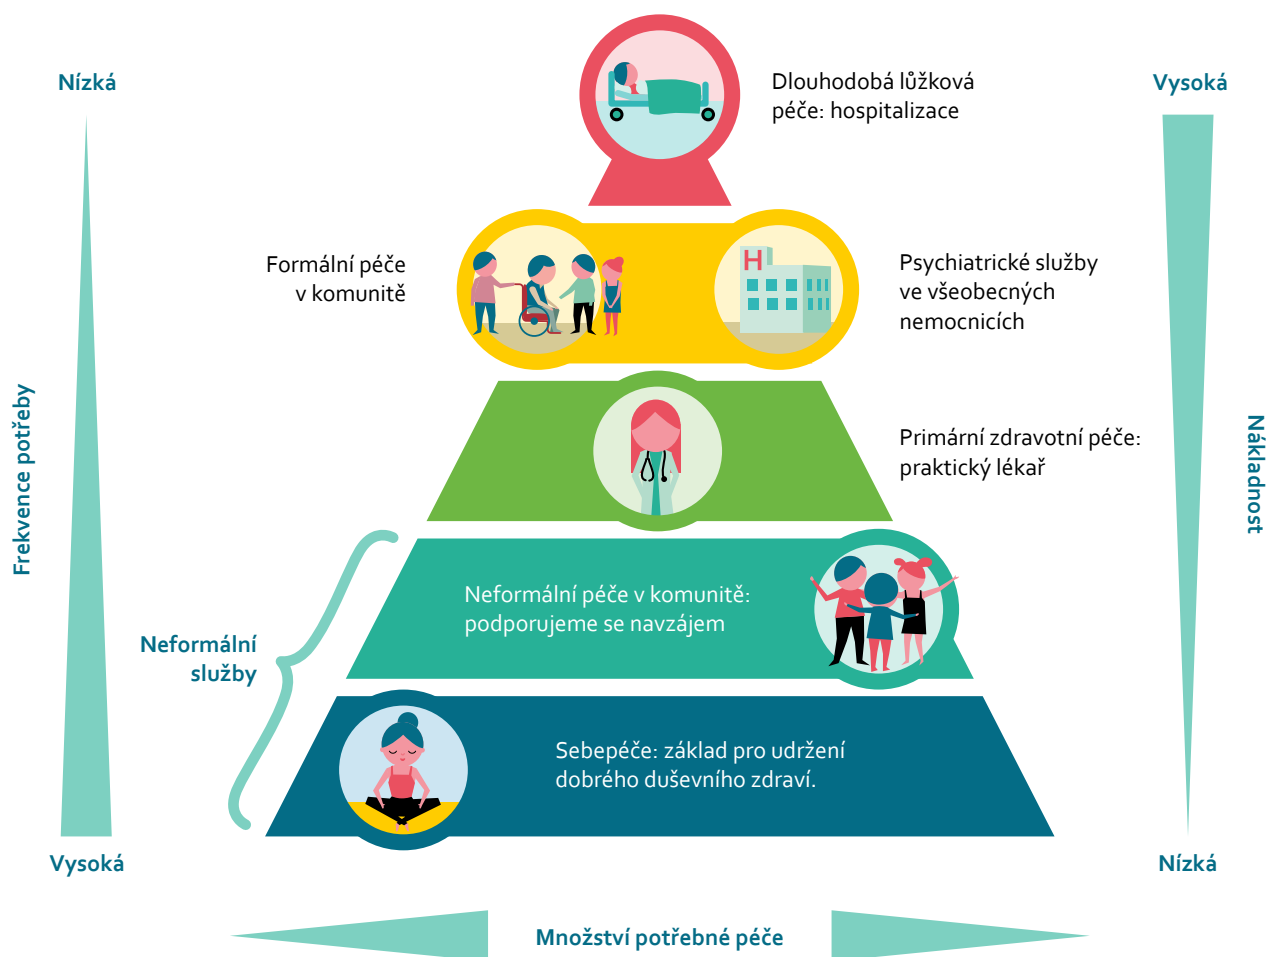 Nízká
Vysoká
Dlouhodobá lůžková
péče: hospitalizace
Formální péče
v komunitě
H
Psychiatrické služby
ve všeobecných
nemocnicích
Frekvence potřeby
Nákladnost
Primární zdravotní péče:
praktický lékař
Neformální péče v komunitě:
podporujeme se navzájem
Neformální
služby
Sebepéče: základ pro udržení
dobrého duševního zdraví.
Vysoká
Nízká
Množství potřebné péče